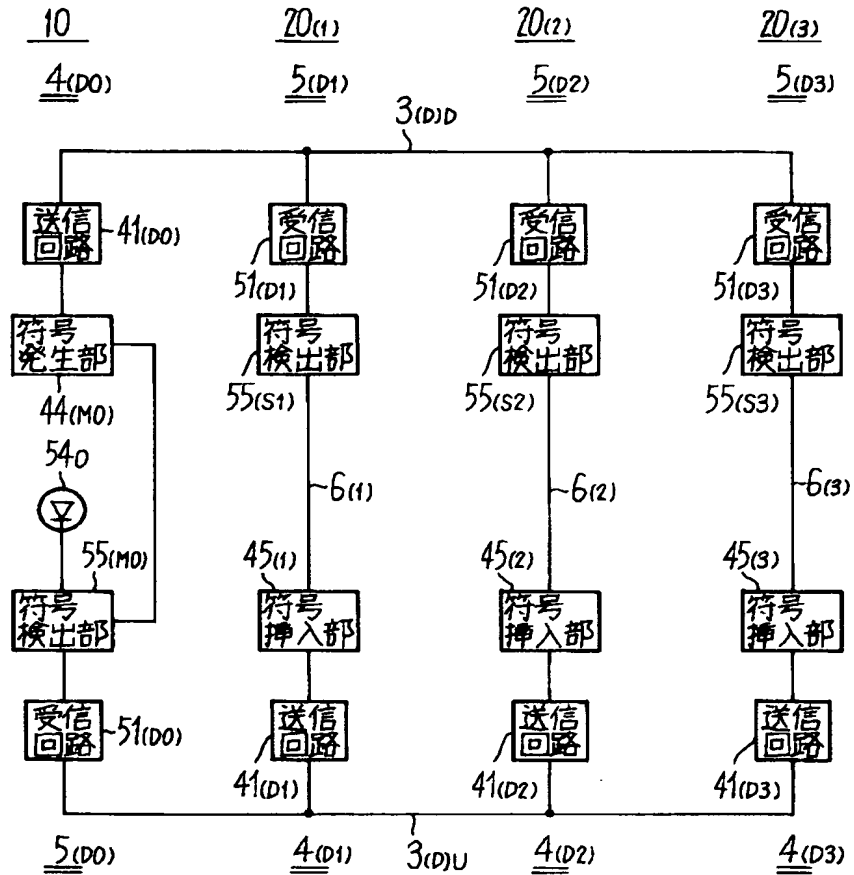 10 20(1) 20(2) 20(3)
4(D0) 5(D1) 5(D2) 5(D3)
3(D)D
送信
回路
41(D0)
受信
回路
51(D1)
受信
回路
51(D2)
受信
回路
51(D3)
符号
発生部
44(M0)
符号
検出部
55(S1)
符号
検出部
55(S2)
符号
検出部
55(S3)
540
6(1)
6(2)
6(3)
55(M0)
符号
検出部
45(1)
符号
挿入部
45(2)
符号
挿入部
45(3)
符号
挿入部
受信
回路
51(D0)
送信
回路
41(D1)
送信
回路
41(D2)
送信
回路
41(D3)
3(D)U
5(D0) 4(D1) 4(D2) 4(D3)